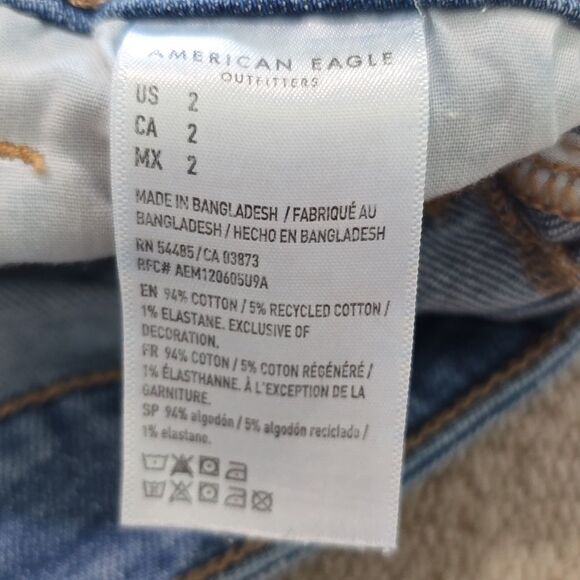 AMERICAN EAGLE
OUTFITTERS
US 2
CA 2
MX 2
MADE IN BANGLADESH / FABRIQUÉ AU
BANGLADESH / HECHO EN BANGLADESH
RN 54485/CA 03873
RFC# AEM120605U9A
EN 94% COTTON / 5% RECYCLED COTTON /
1% ELASTANE. EXCLUSIVE OF
DECORATION.
FR 94% COTON / 5% COTON RÉGÉNÉRÉ /
1% ÉLASTHANNE. À L'EXCEPTION DE LA
GARNITURE.
SP 94% algodón / 5% algodón reciclado /
1% elastano.